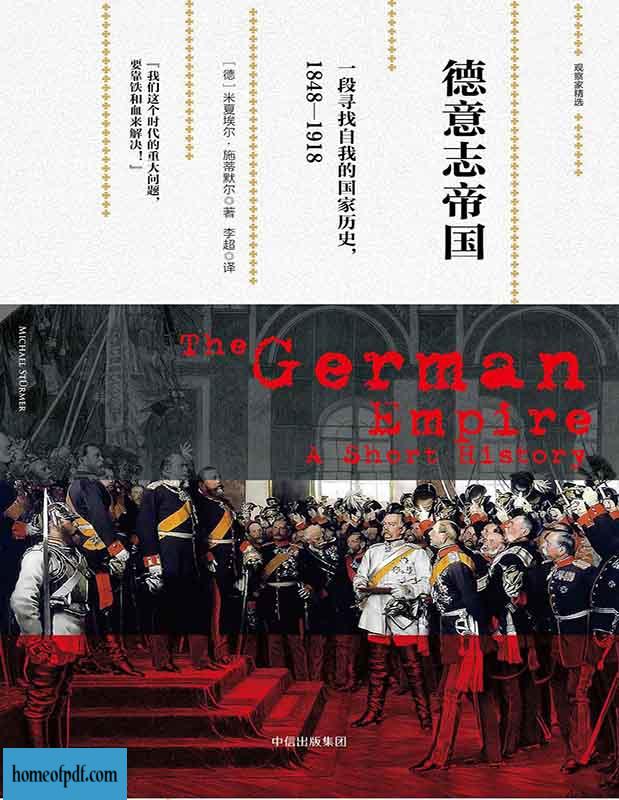 观察家精选
德意志帝国
一段寻找自我的国家历史，
1848—1918
［德］米夏埃尔·施蒂默尔◎著 李超◎译
『我们这个时代的重大问题，
要靠铁和血来解决！』
MICHAEL STÜRMER
The German
Empire
A Short History
中信出版集团
homeofpdf.com